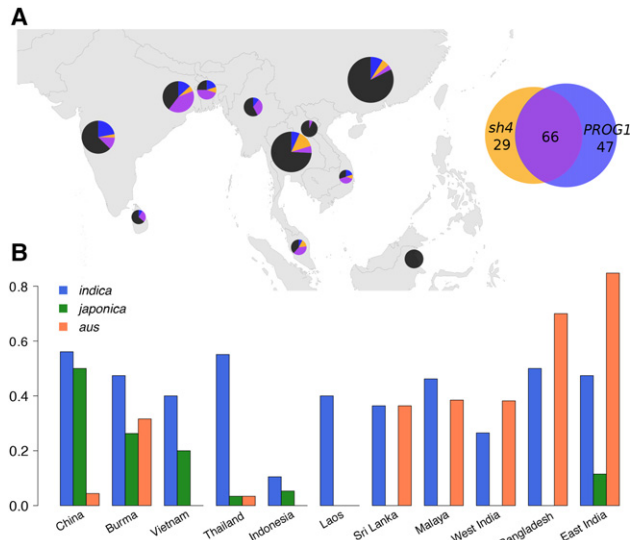 A
sh4
29
66
PROG1
47
B
0.8
0.6
0.4
0.2
0.0
indica
japonica
aus
China
Burma
Vietnam
Thailand
Indonesia
Laos
Sri Lanka
Malaya
West India
Bangladesh
East India